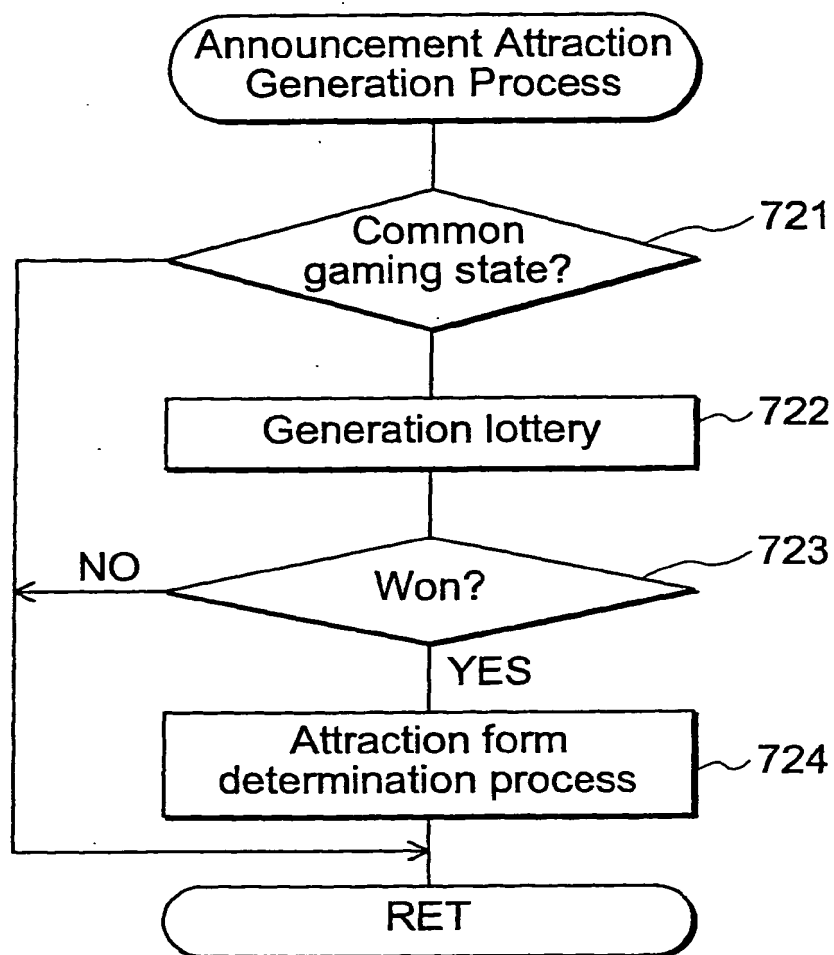 Announcement Attraction
Generation Process
Common
gaming state?
721
Generation lottery
722
NO
Won?
723
YES
Attraction form
determination process
724
RET